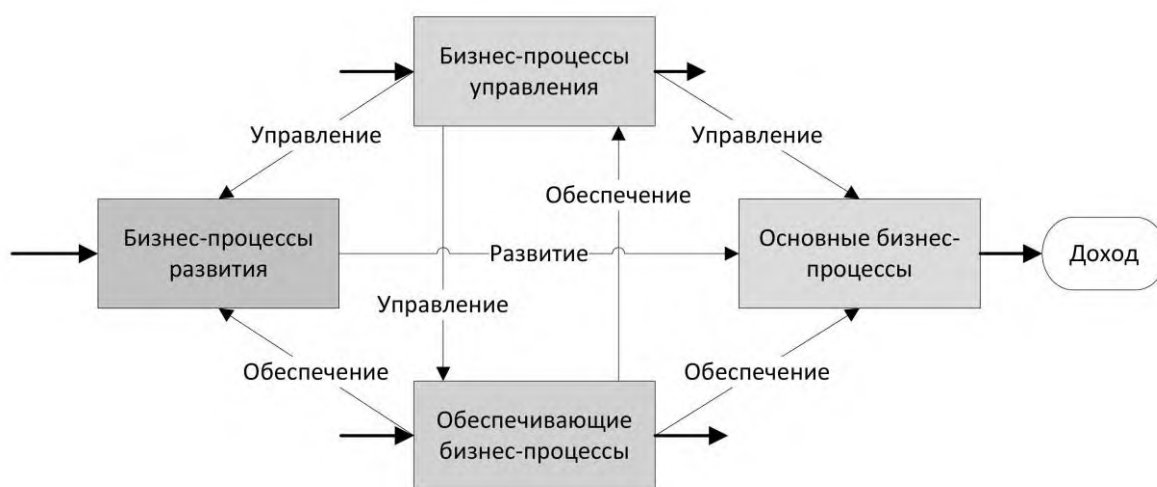 Бизнес-процессы
управления
Управление
Управление
Обеспечение
Бизнес-процессы
развития
Развитие
Основные бизнес-
процессы
Доход
Управление
Обеспечение
Обеспечение
Обеспечивающие
бизнес-процессы